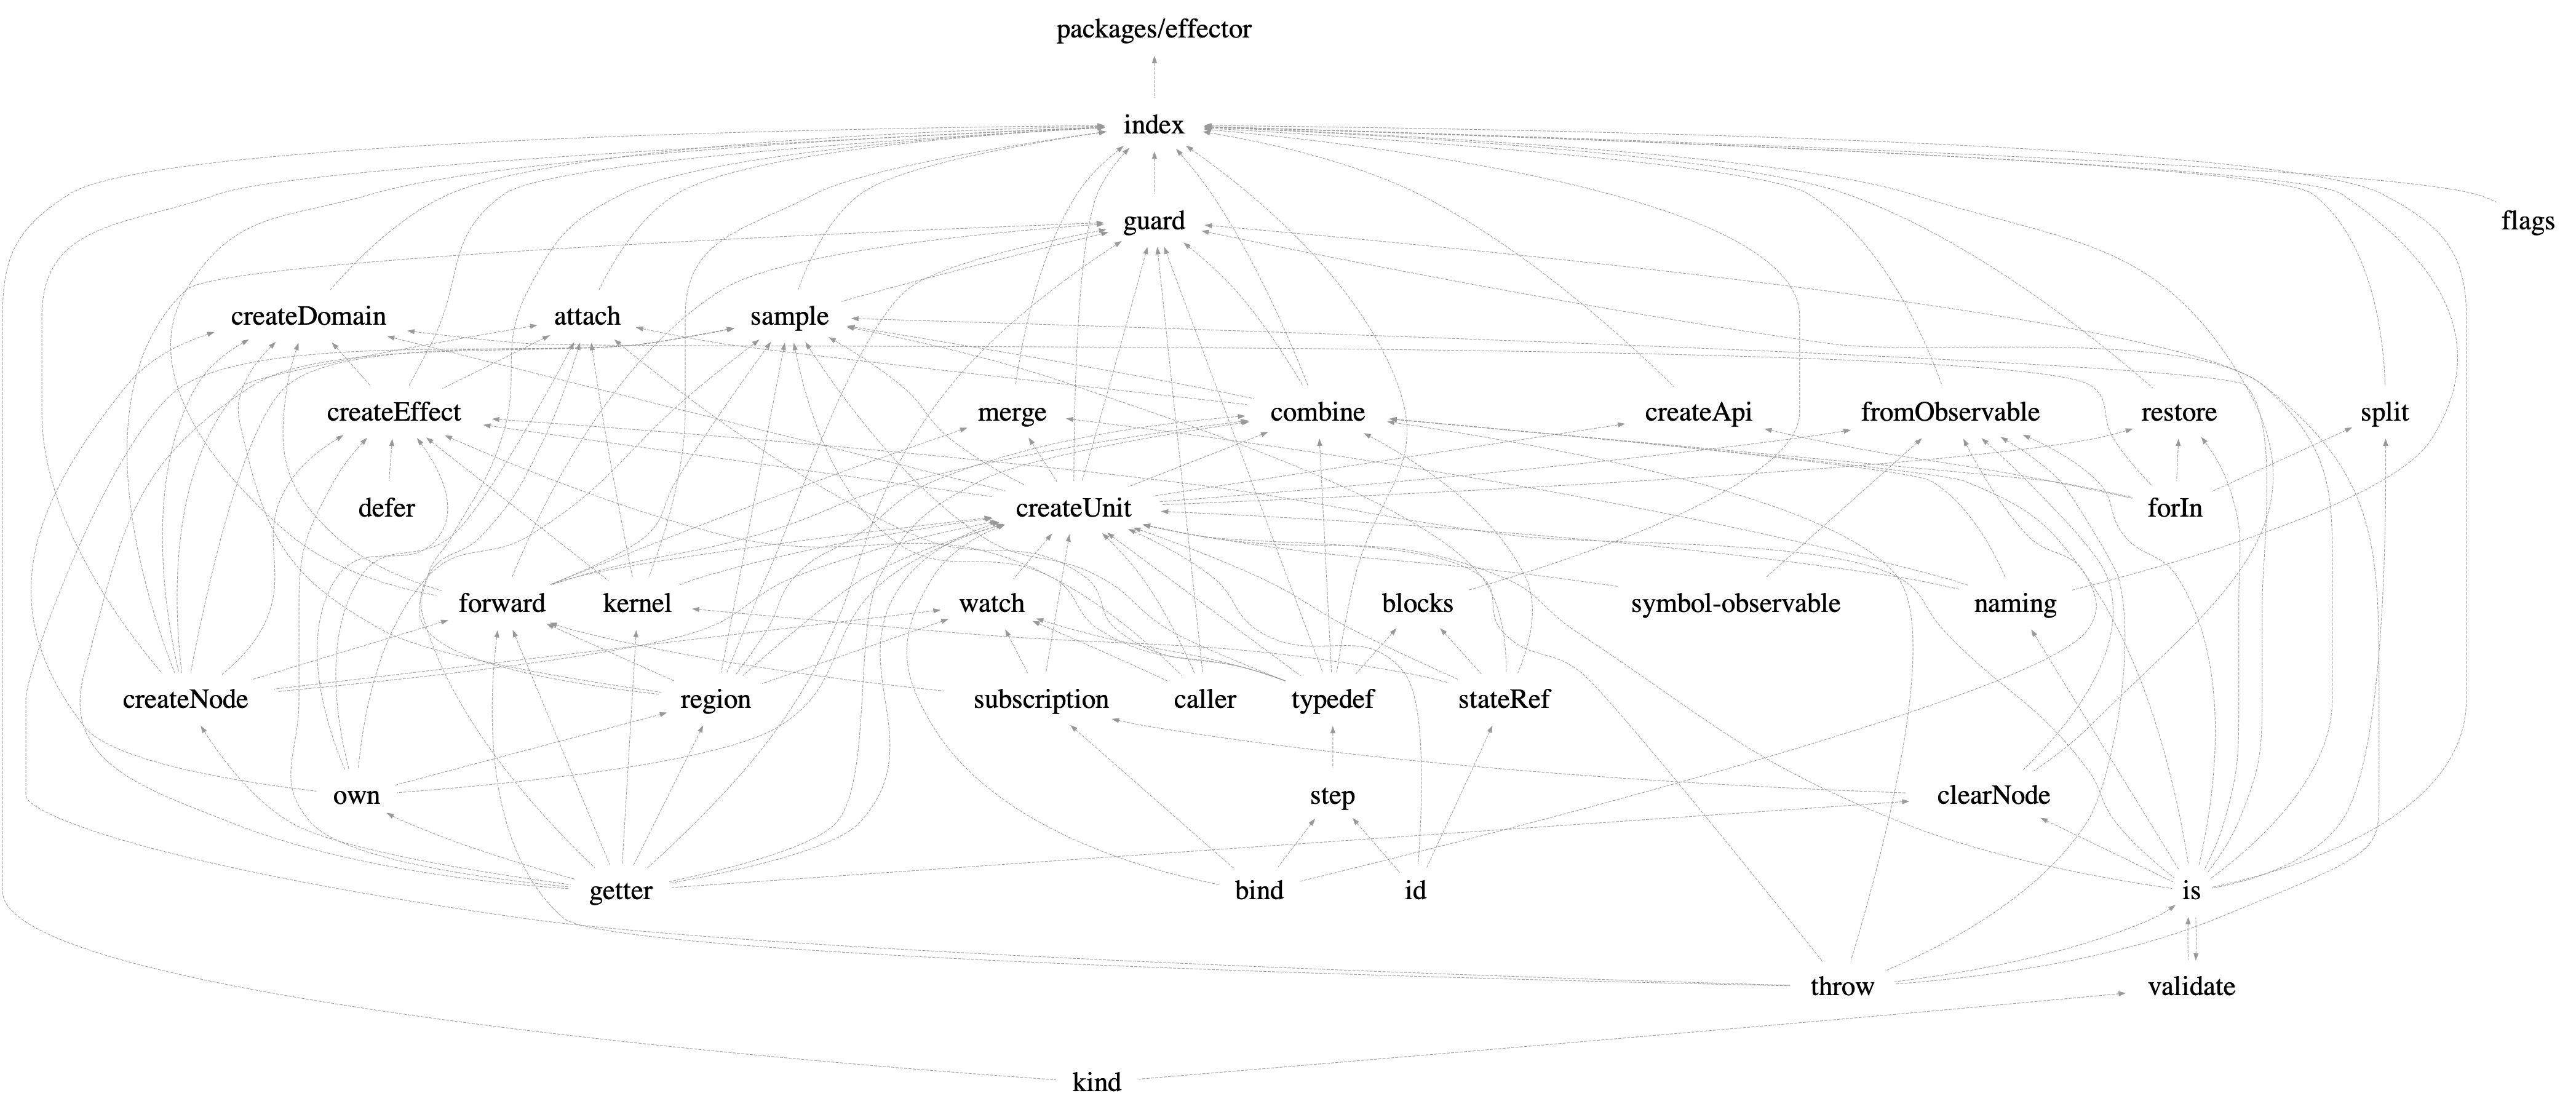 packages/effector
index
guard
flags
createDomain
attach
sample
createEffect
merge
combine
createApi
fromObservable
restore
split
defer
createUnit
forIn
forward
kernel
watch
blocks
symbol-observable
naming
createNode
region
subscription
caller
typedef
stateRef
own
step
clearNode
getter
bind
id
is
throw
validate
kind